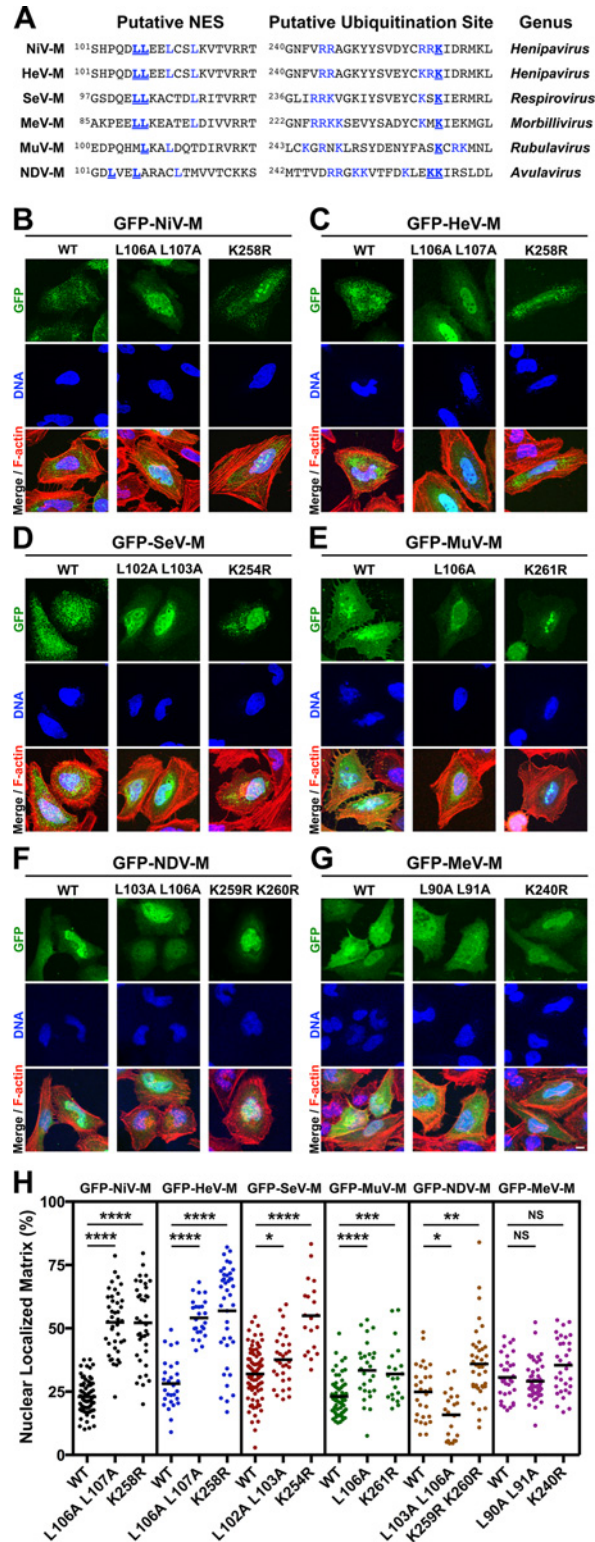 A
Putative NES Putative Ubiquitination Site Genus
NiV-M 101SHPQDLLEELCSLKVTVRRT 240GNFVRRAGKYYSVDYCRRKIDRMKL Henipavirus
HeV-M 101SHPQDLLEELCSLKVTVRRT 240GNFVRRAGKYYSVDYCRRKIDRMKL Henipavirus
SeV-M 97GSDQELLKACTDLRITVRRT 236GLIRRKVGKIYSVEYCKSKIERMRL Respirovirus
MeV-M 85AKPEELLKEATELDIVVRRT 222GNFRRKKSEVYSADYCKMKIEKMGL Morbillivirus
MuV-M 100EDPQHMLKALDQTDIRVRKT 243LCKGRNKLRSYDENYFASKCRKMNL Rubulavirus
NDV-M 101GDLVELARACLTMVVTCKKS 242MTTVDRRGKKVTFDKLEKKIRSLDL Avulavirus
B
GFP-NiV-M
WT L106A L107A K258R
GFP
DNA
Merge / F-actin
C
GFP-HeV-M
WT L106A L107A K258R
GFP
DNA
Merge / F-actin
D
GFP-SeV-M
WT L102A L103A K254R
GFP
DNA
Merge / F-actin
E
GFP-MuV-M
WT L106A K261R
GFP
DNA
Merge / F-actin
F
GFP-NDV-M
WT L103A L106A K259R K260R
GFP
DNA
Merge / F-actin
G
GFP-MeV-M
WT L90A L91A K240R
GFP
DNA
Merge / F-actin
H
GFP-NiV-M GFP-HeV-M GFP-SeV-M GFP-MuV-M GFP-NDV-M GFP-MeV-M
Nuclear Localized Matrix (%)
100
75
50
25
0
**** **** **** *** ** NS
**** **** * **** * NS
WT L106A L107A K258R WT L106A L107A K258R WT L102A L103A K254R WT L106A K261R WT L103A L106A K259R K260R WT L90A L91A K240R